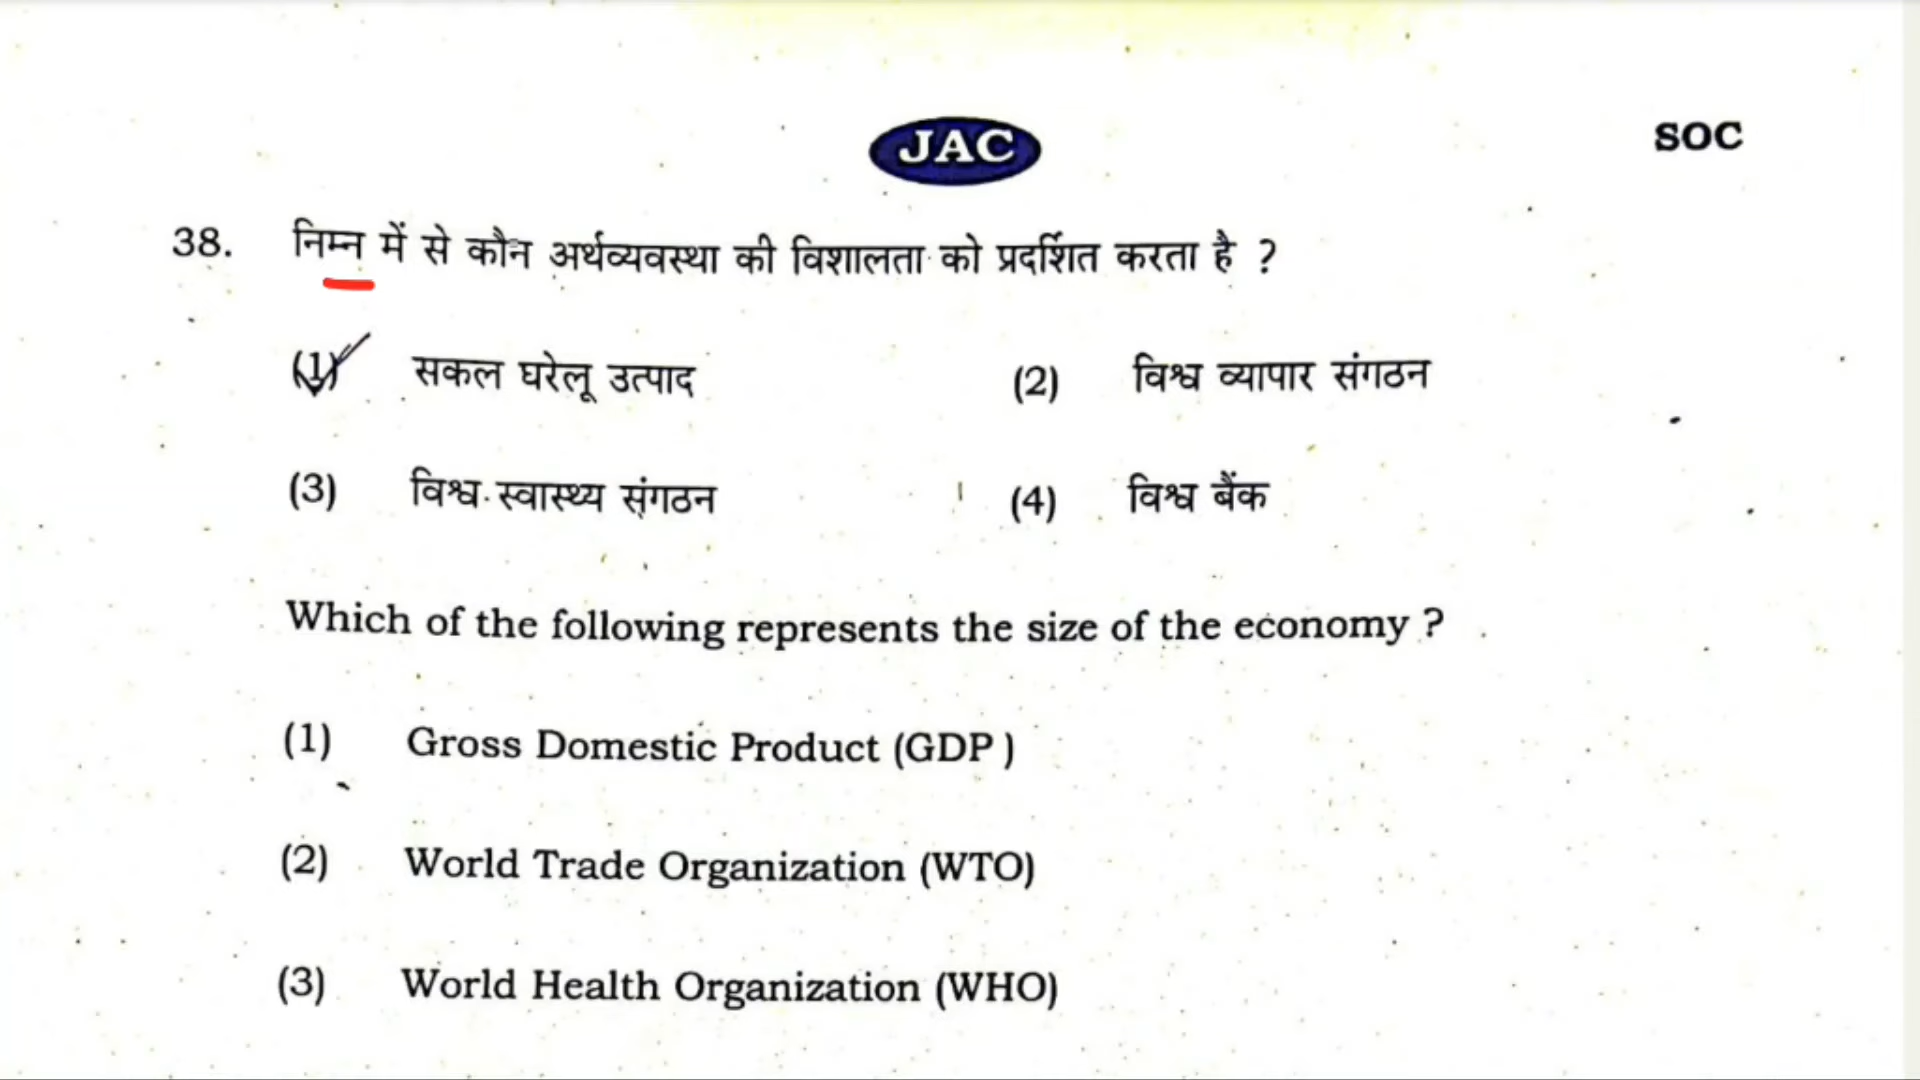 JAC
SOC
38. निम्न में से कौन अर्थव्यवस्था की विशालता को प्रदर्शित करता है ?
(1) सकल घरेलू उत्पाद (2) विश्व व्यापार संगठन
(3) विश्व स्वास्थ्य संगठन (4) विश्व बैंक
Which of the following represents the size of the economy ?
(1) Gross Domestic Product (GDP )
(2) World Trade Organization (WTO)
(3) World Health Organization (WHO)